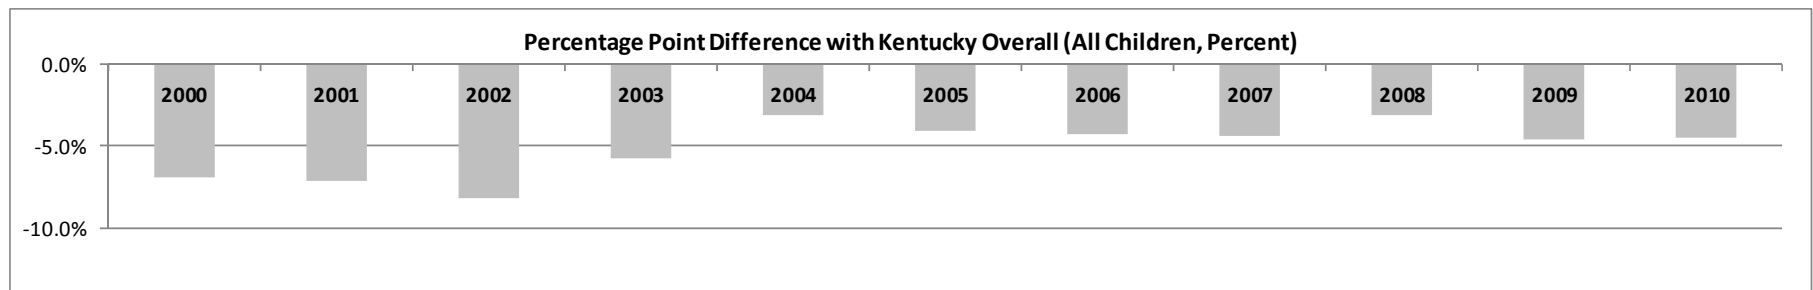 Percentage Point Difference with Kentucky Overall (All Children, Percent)
0.0%
2000 2001 2002 2003 2004 2005 2006 2007 2008 2009 2010
-5.0%
-10.0%